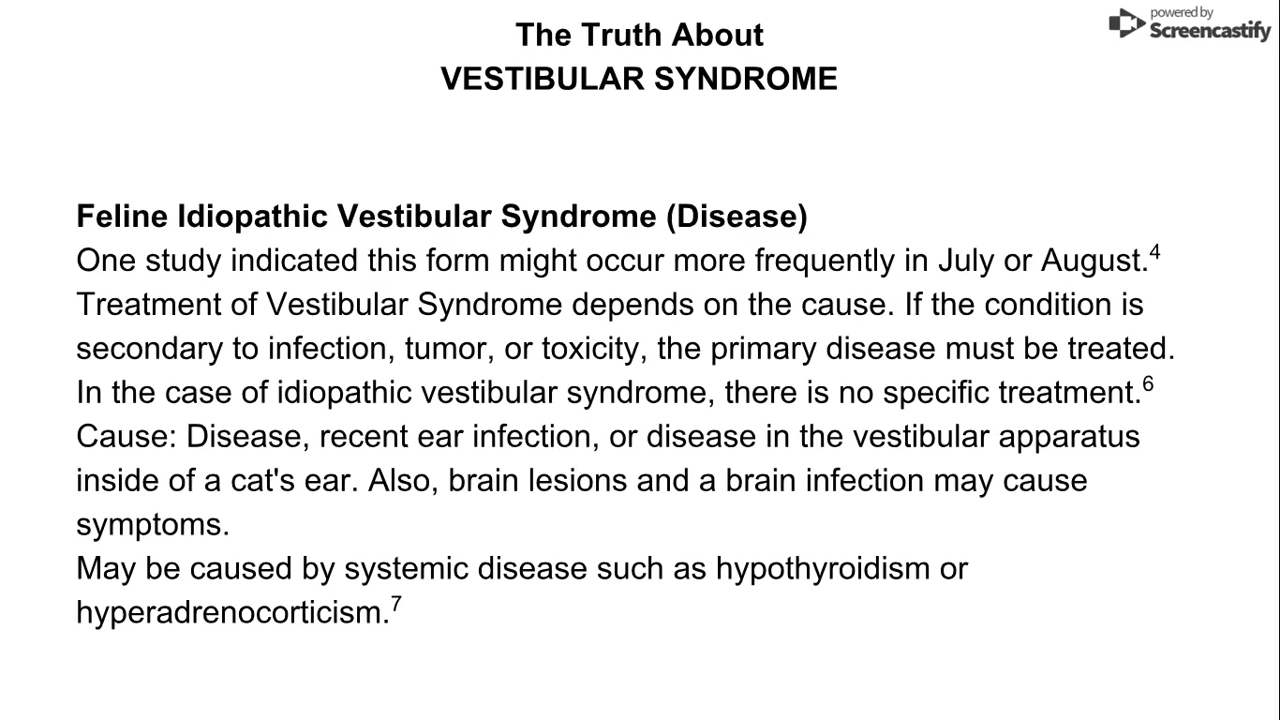 The Truth About
powered by
Screencastify
VESTIBULAR SYNDROME
Feline Idiopathic Vestibular Syndrome (Disease)
One study indicated this form might occur more frequently in July or August.4
Treatment of Vestibular Syndrome depends on the cause. If the condition is
secondary to infection, tumor, or toxicity, the primary disease must be treated.
In the case of idiopathic vestibular syndrome, there is no specific treatment.6
Cause: Disease, recent ear infection, or disease in the vestibular apparatus
inside of a cat's ear. Also, brain lesions and a brain infection may cause
symptoms.
May be caused by systemic disease such as hypothyroidism or
hyperadrenocorticism.7